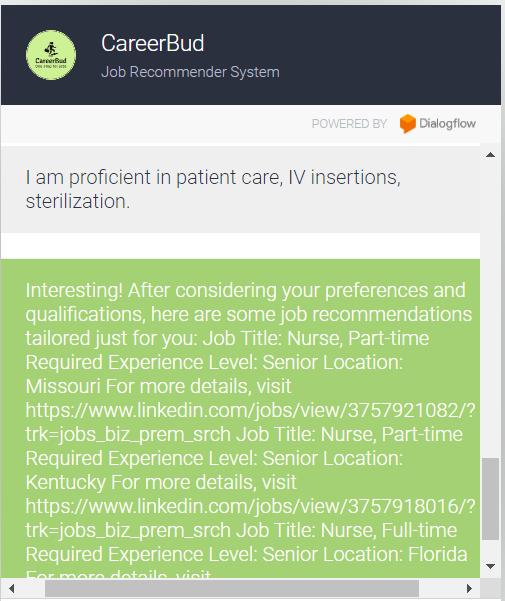 CareerBud
CareerBud
Job Recommender System
POWERED BY Dialogflow
I am proficient in patient care, IV insertions,
sterilization.
Interesting! After considering your preferences and
qualifications, here are some job recommendations
tailored just for you: Job Title: Nurse, Part-time
Required Experience Level: Senior Location:
Missouri For more details, visit
https://www.linkedin.com/jobs/view/3757921082/?
trk=jobs_biz_prem_srch Job Title: Nurse, Part-time
Required Experience Level: Senior Location:
Kentucky For more details, visit
https://www.linkedin.com/jobs/view/3757918016/?
trk=jobs_biz_prem_srch Job Title: Nurse, Full-time
Required Experience Level: Senior Location: Florida
For more details, visit